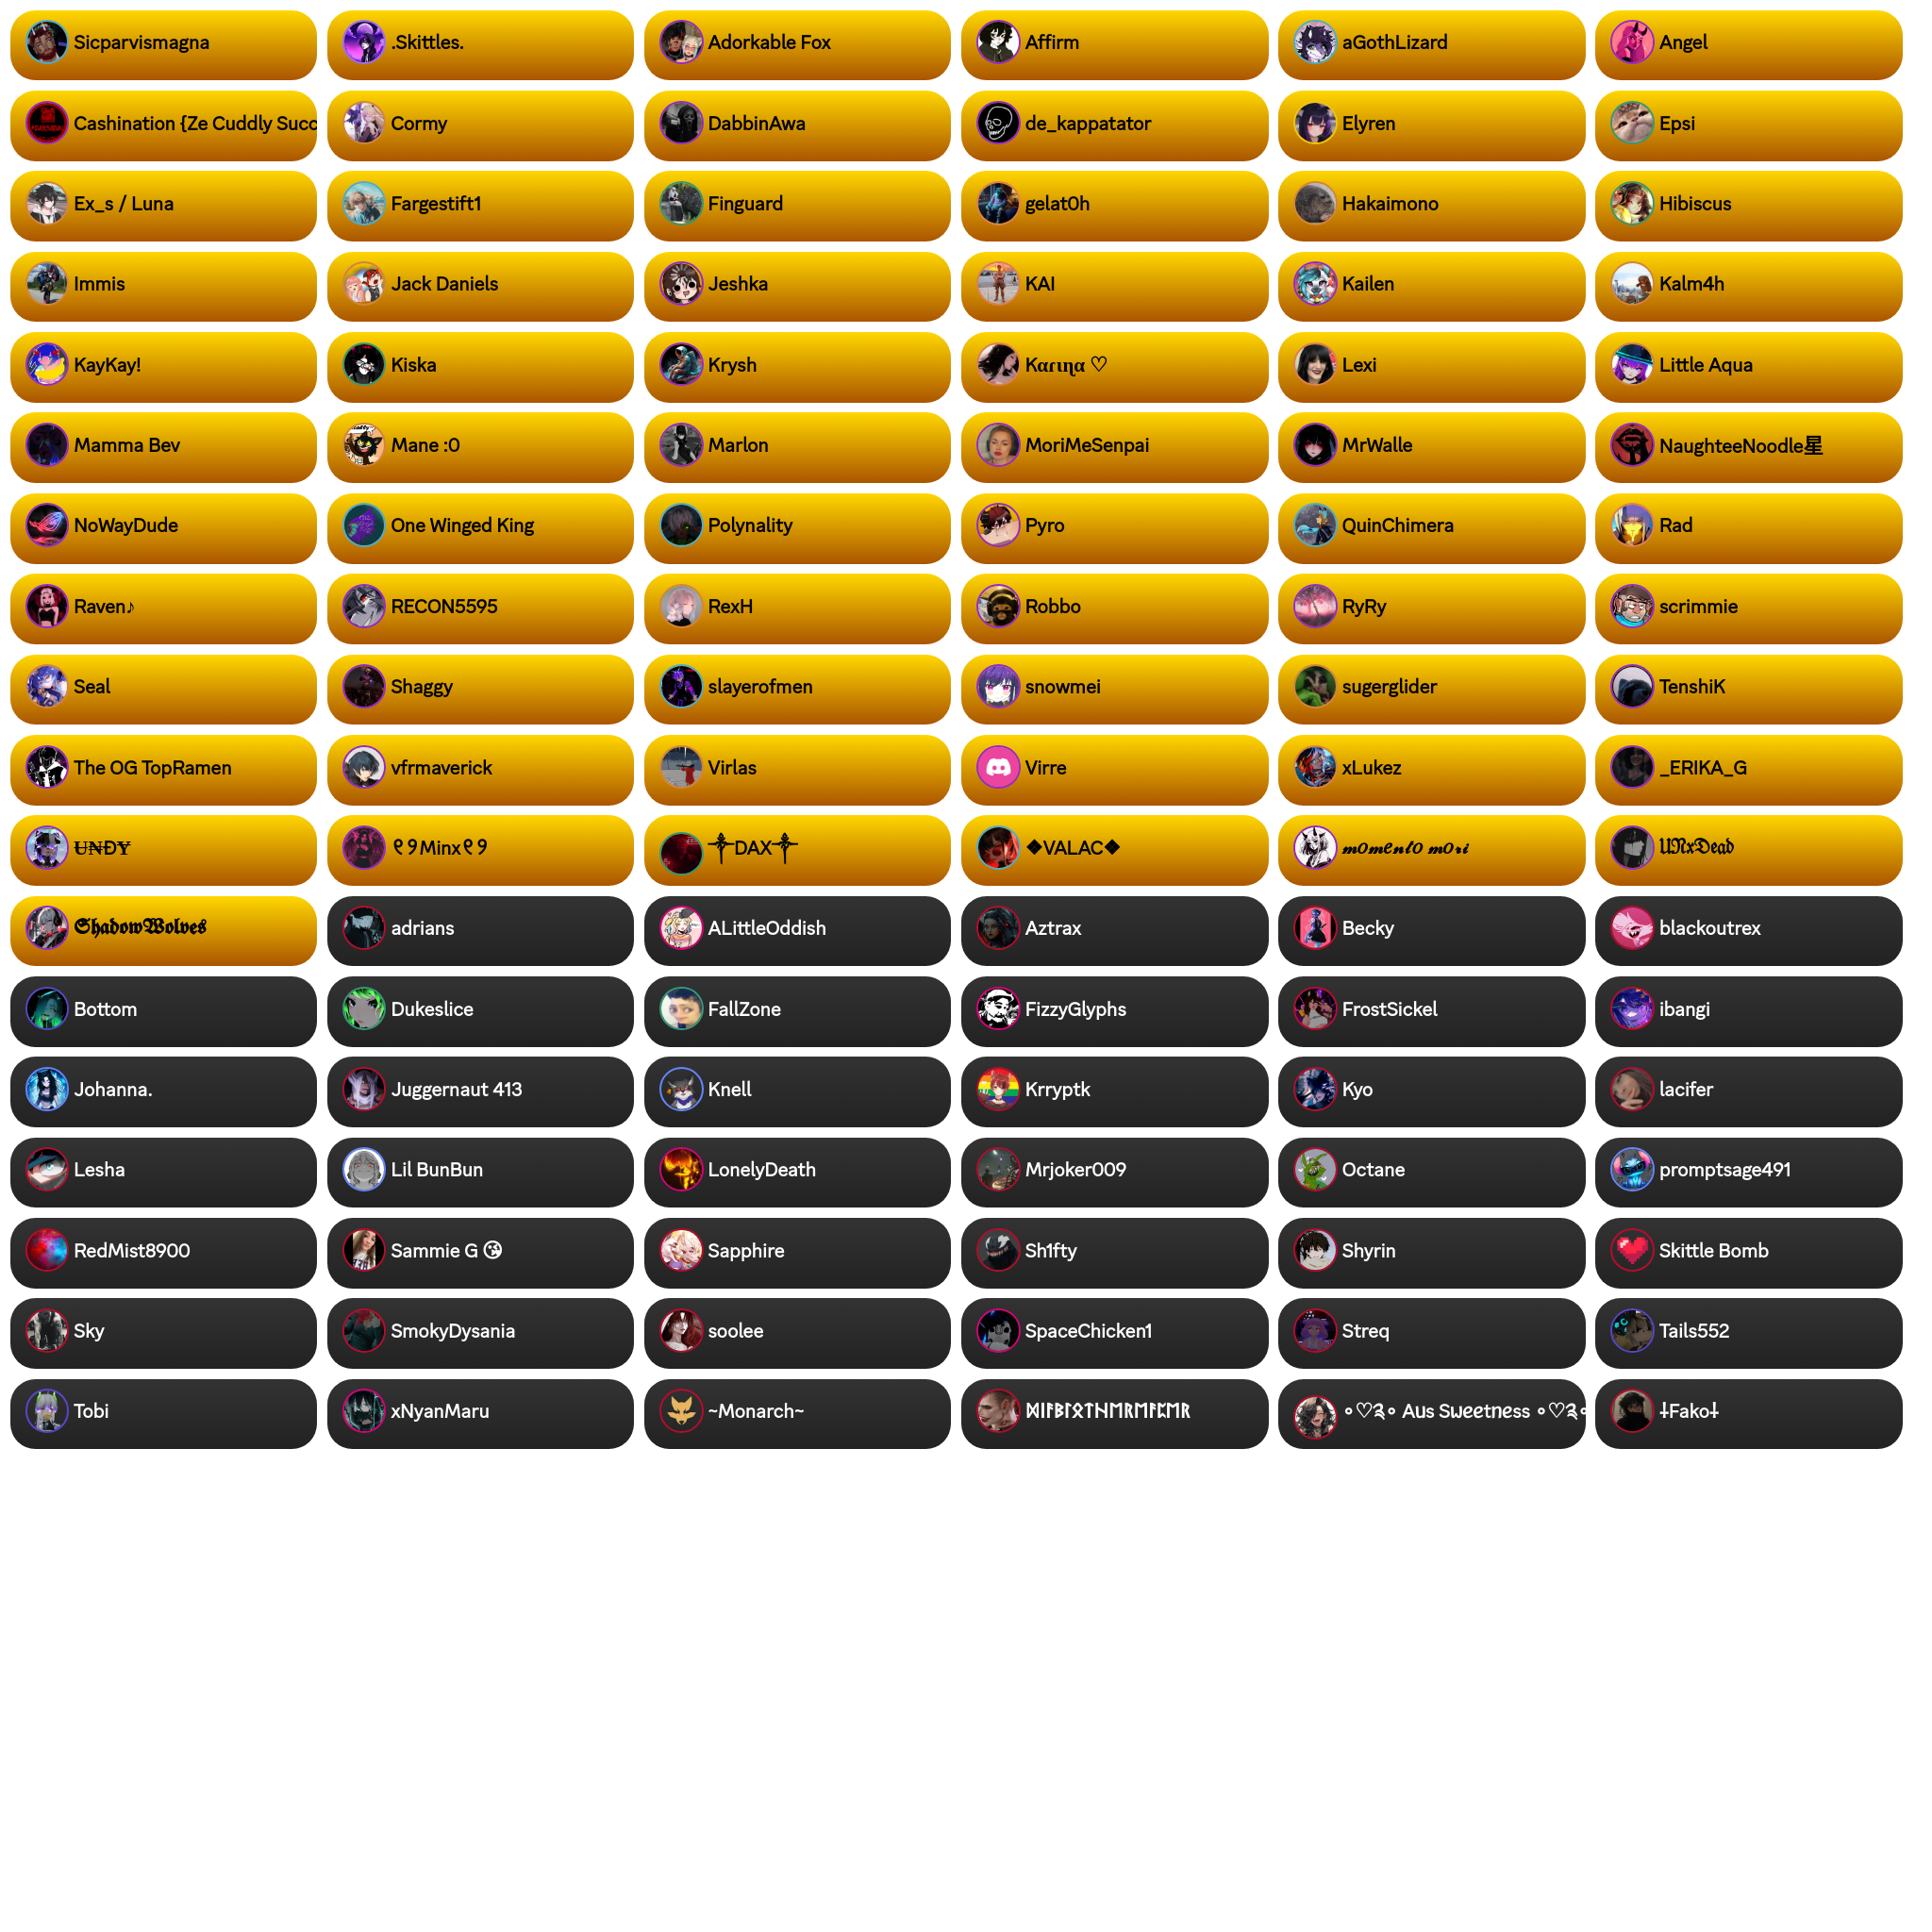 Sicparvismagna
.Skittles.
Adorkable Fox
Affirm
aGothLizard
Angel
Cashination {Ze Cuddly Succ
Cormy
DabbinAwa
de_kappatator
Elyren
Epsi
Ex_s / Luna
Fargestift1
Finguard
gelat0h
Hakaimono
Hibiscus
Immis
Jack Daniels
Jeshka
KAI
Kailen
Kalm4h
KayKay!
Kiska
Krysh
Kαɾιɳα ♡
Lexi
Little Aqua
Mamma Bev
Mane :0
Marlon
MoriMeSenpai
MrWalle
NaughteeNoodle星
NoWayDude
One Winged King
Polynality
Pyro
QuinChimera
Rad
Raven♪
RECON5595
RexH
Robbo
RyRy
scrimmie
Seal
Shaggy
slayerofmen
snowmei
sugerglider
TenshiK
The OG TopRamen
vfrmaverick
Virlas
Virre
xLukez
_ERIKA_G
U̶N̶D̶Y̶
୧୨Minx୧୨
༒DAX༒
❖VALAC❖
𝓶𝓸𝓶𝓮𝓷𝓽𝓸 𝓶𝓸𝓻𝓲
𝔘𝔑𝔵𝔇𝔢𝔞𝔡
𝕾𝖍𝖆𝖉𝖔𝖜𝖂𝖔𝖑𝖛𝖊𝖘
adrians
ALittleOddish
Aztrax
Becky
blackoutrex
Bottom
Dukeslice
FallZone
FizzyGlyphs
FrostSickel
ibangi
Johanna.
Juggernaut 413
Knell
Krryptk
Kyo
lacifer
Lesha
Lil BunBun
LonelyDeath
Mrjoker009
Octane
promptsage491
RedMist8900
Sammie G 😘
Sapphire
Sh1fty
Shyrin
Skittle Bomb
Sky
SmokyDysania
soolee
SpaceChicken1
Streq
Tails552
Tobi
xNyanMaru
~Monarch~
ᛞᛁᚨᛒᛚᛟᛏᚺᛖᚱᛖᚨᛈᛖᚱ
∘♡༉∘ Aus Sɯҽҽƚɳҽss ∘♡༉∘
⸸Fako⸸